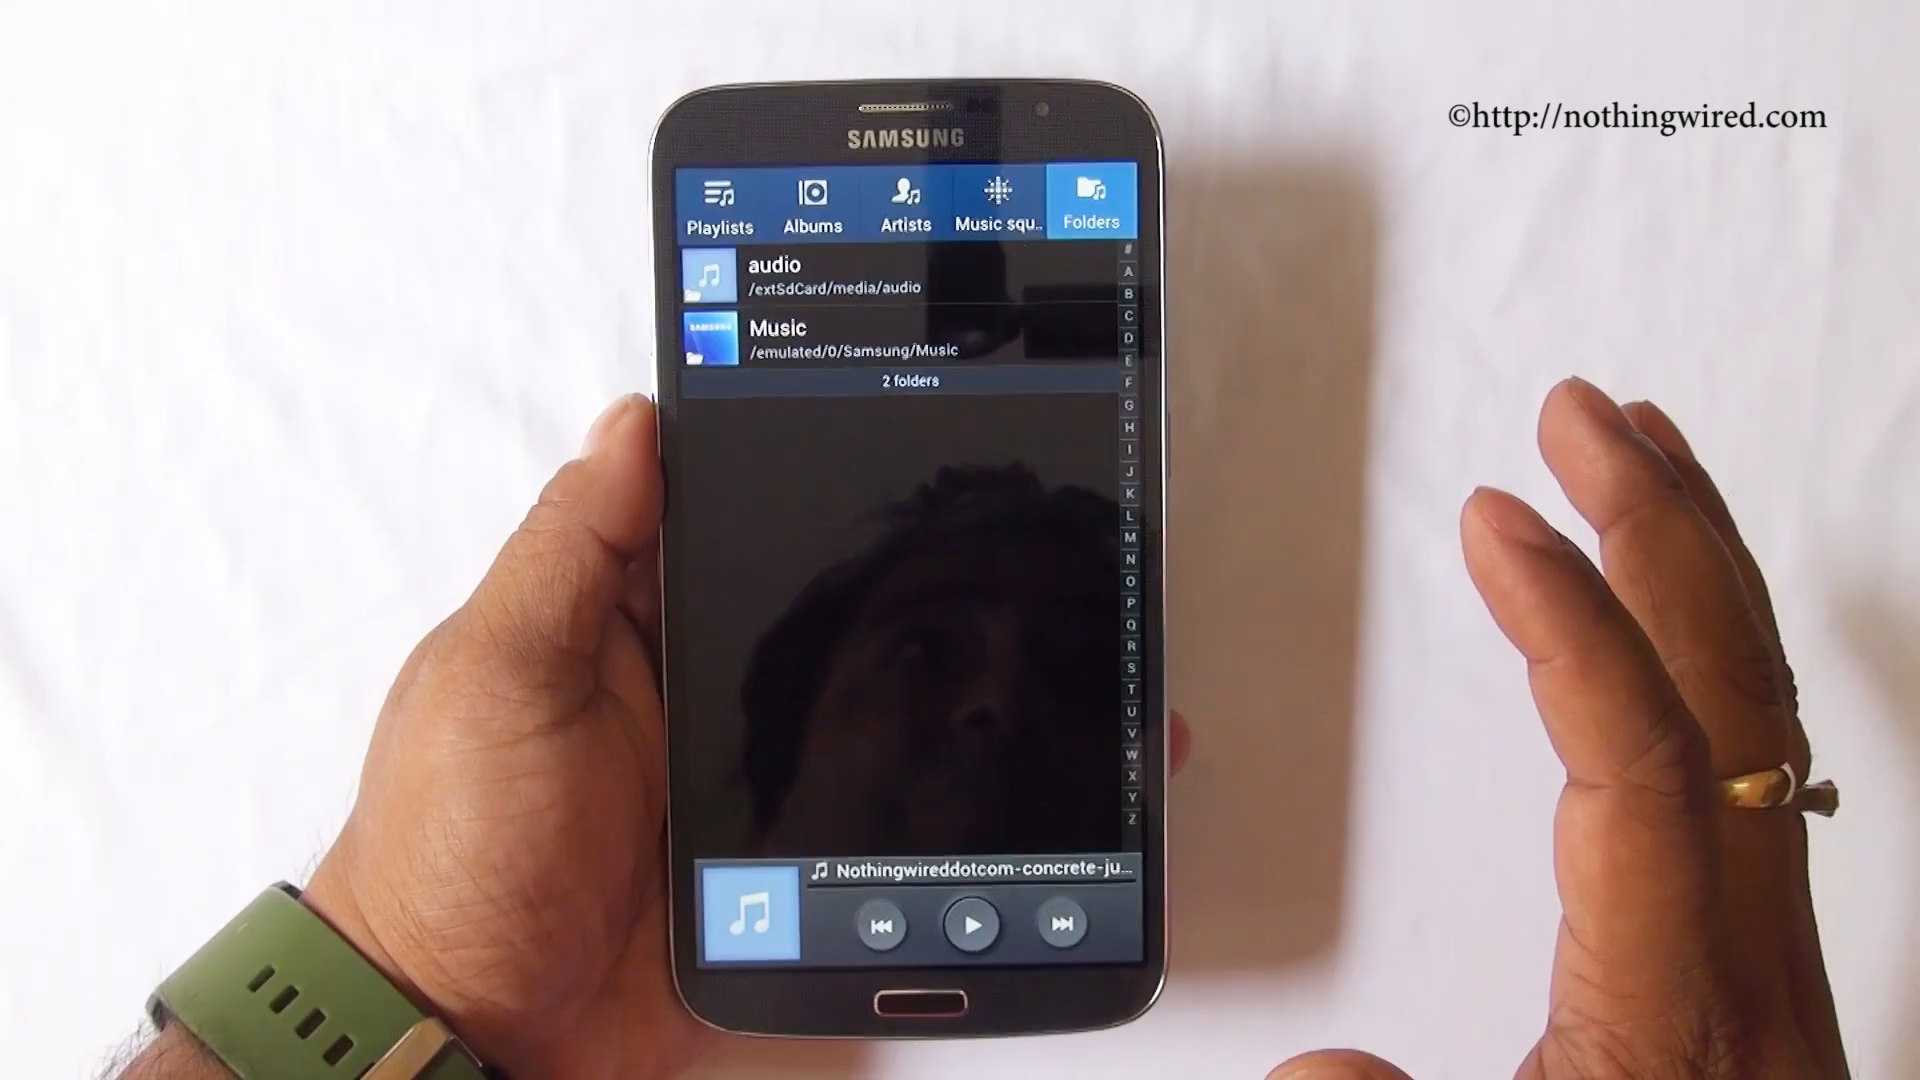 ©http://nothingwired.com
SAMSUNG
Playlists
Albums
Artists
Music squ..
Folders
audio
/extSdCard/media/audio
SAMSUNG
Music
/emulated/0/Samsung/Music
2 folders
#
A
B
C
D
E
F
G
H
I
J
K
L
M
N
O
P
Q
R
S
T
U
V
W
X
Y
Z
Nothingwireddotcom-concrete-ju...